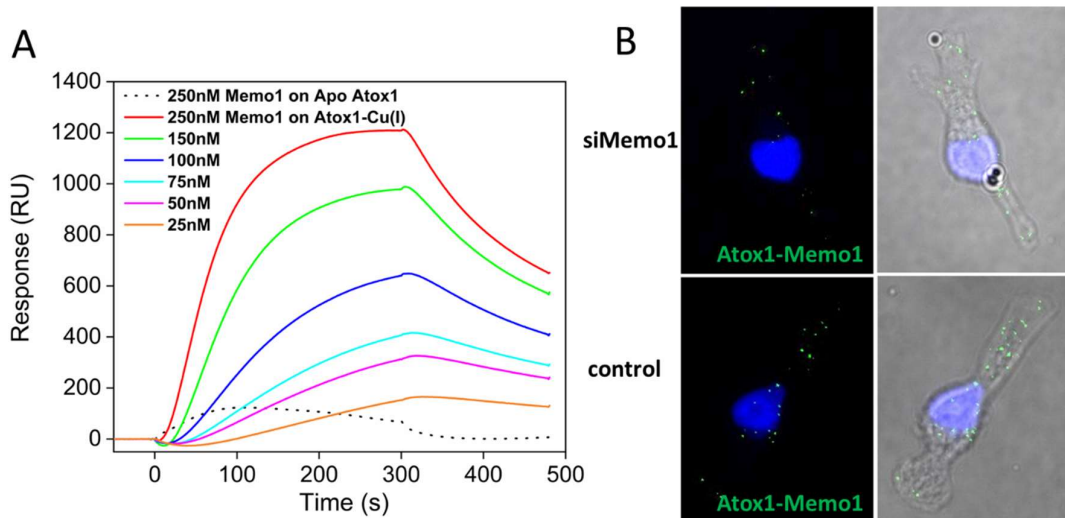 A
1400
1200
1000
800
600
400
200
0
Response (RU)
250nM Memo1 on Apo Atox1
250nM Memo1 on Atox1-Cu(I)
150nM
100nM
75nM
50nM
25nM
0 100 200 300 400 500
Time (s)
B
siMemo1
Atox1-Memo1
control
Atox1-Memo1